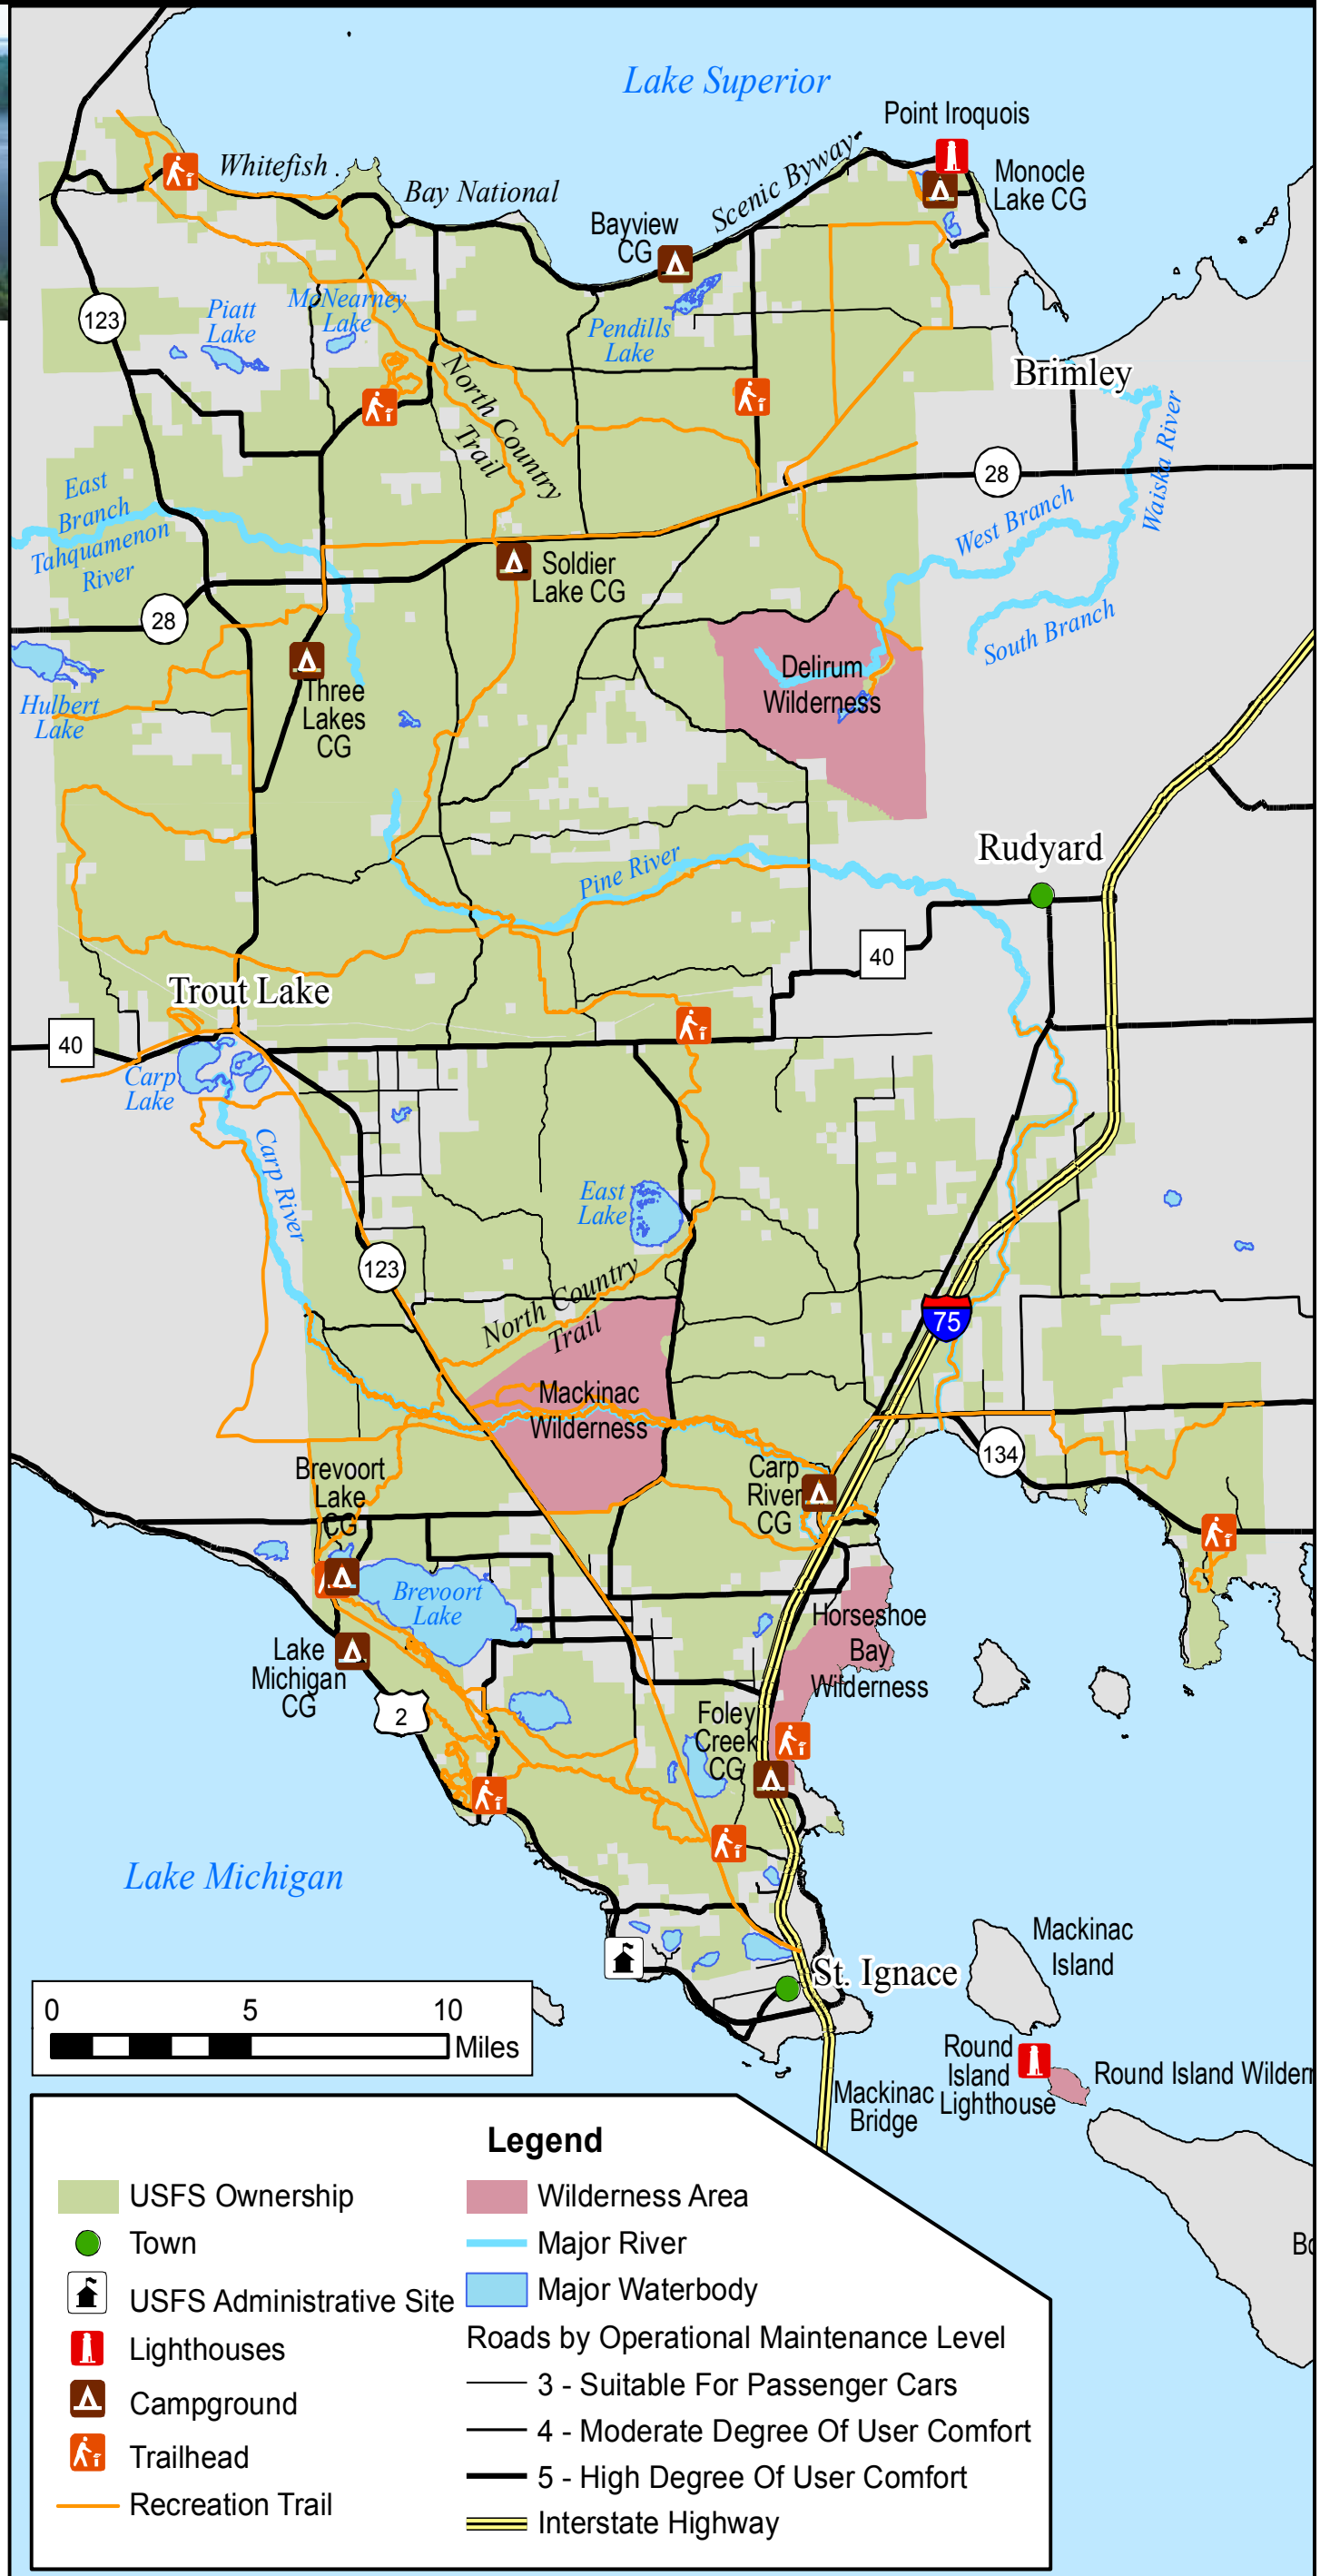 Lake Superior
Point Iroquois
Monocle
Lake CG
Whitefish
Bay National
Scenic Byway
Bayview
CG
123
Piatt
Lake
McNearney
Lake
Pendills
Lake
Brimley
North Country
Trail
28
Waiska River
West Branch
South Branch
East
Branch
Tahquamenon
River
Soldier
Lake CG
28
Three
Lakes
CG
Hulbert
Lake
Delirum
Wilderness
Rudyard
Pine River
40
Trout Lake
40
Carp
Lake
Carp River
East
Lake
123
North Country
Trail
75
Mackinac
Wilderness
134
Brevoort
Lake
CG
Carp
River
CG
Brevoort
Lake
Horseshoe
Bay
Wilderness
Lake
Michigan
CG
2
Foley
Creek
CG
Lake Michigan
Mackinac
Island
St. Ignace
0 5 10
Miles
Round
Island
Lighthouse
Round Island Wilder
Mackinac
Bridge
Bo
Legend
USFS Ownership
Town
USFS Administrative Site
Lighthouses
Campground
Trailhead
Recreation Trail
Wilderness Area
Major River
Major Waterbody
Roads by Operational Maintenance Level
3 - Suitable For Passenger Cars
4 - Moderate Degree Of User Comfort
5 - High Degree Of User Comfort
Interstate Highway